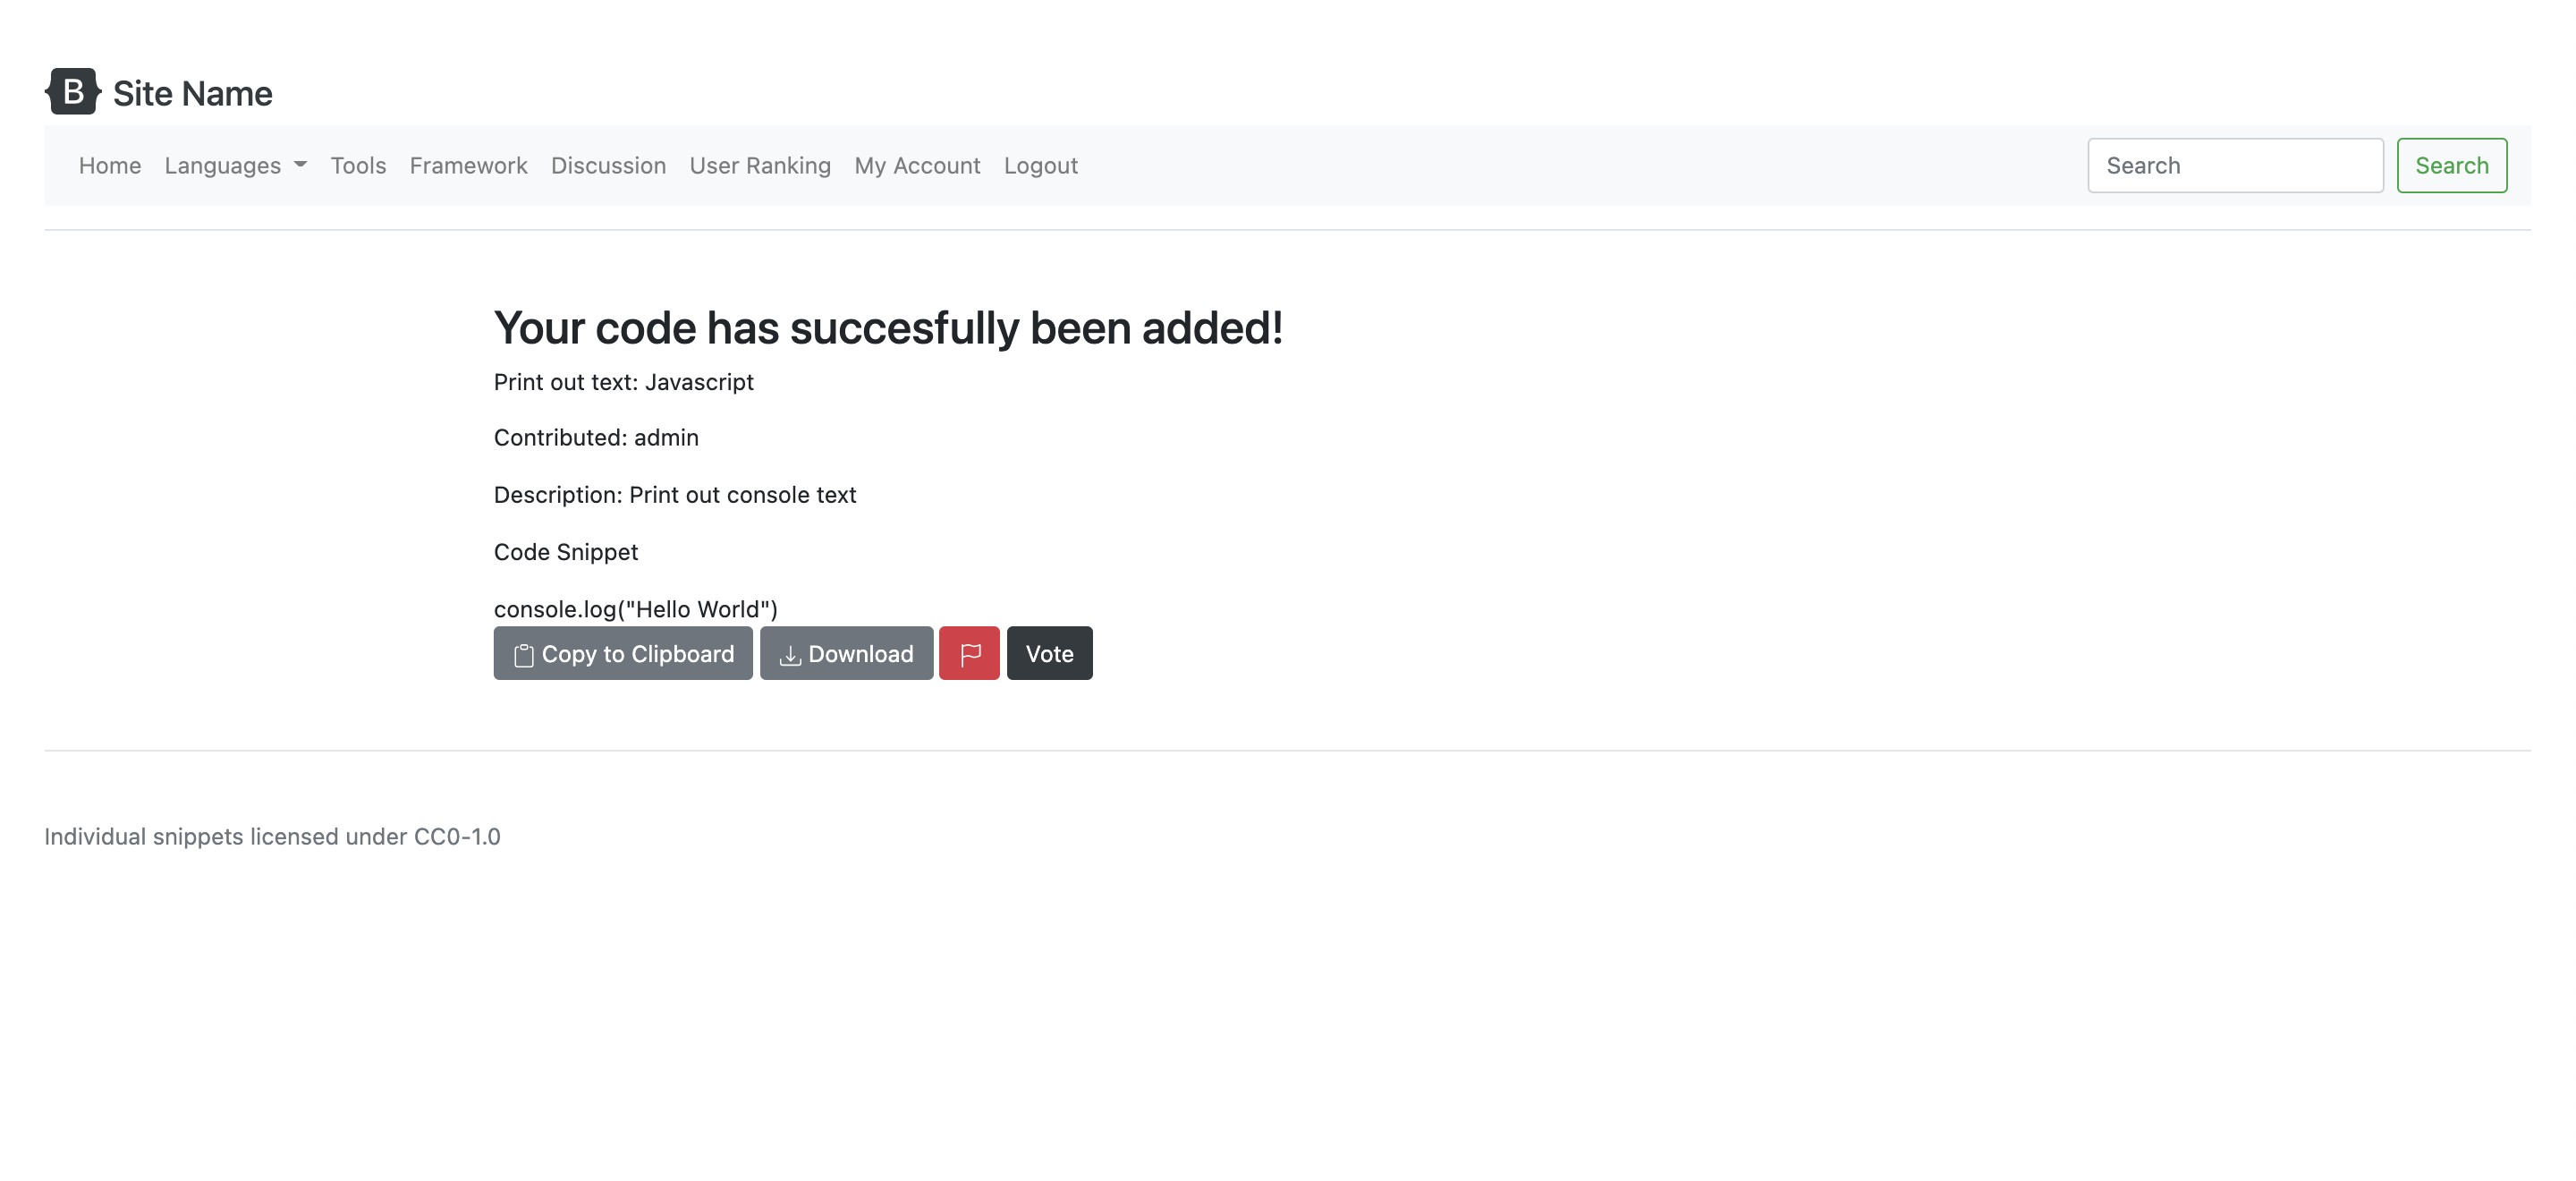 B Site Name
Home Languages Tools Framework Discussion User Ranking My Account Logout Search Search
Your code has succesfully been added!
Print out text: Javascript
Contributed: admin
Description: Print out console text
Code Snippet
console.log("Hello World")
Copy to Clipboard Download Vote
Individual snippets licensed under CC0-1.0